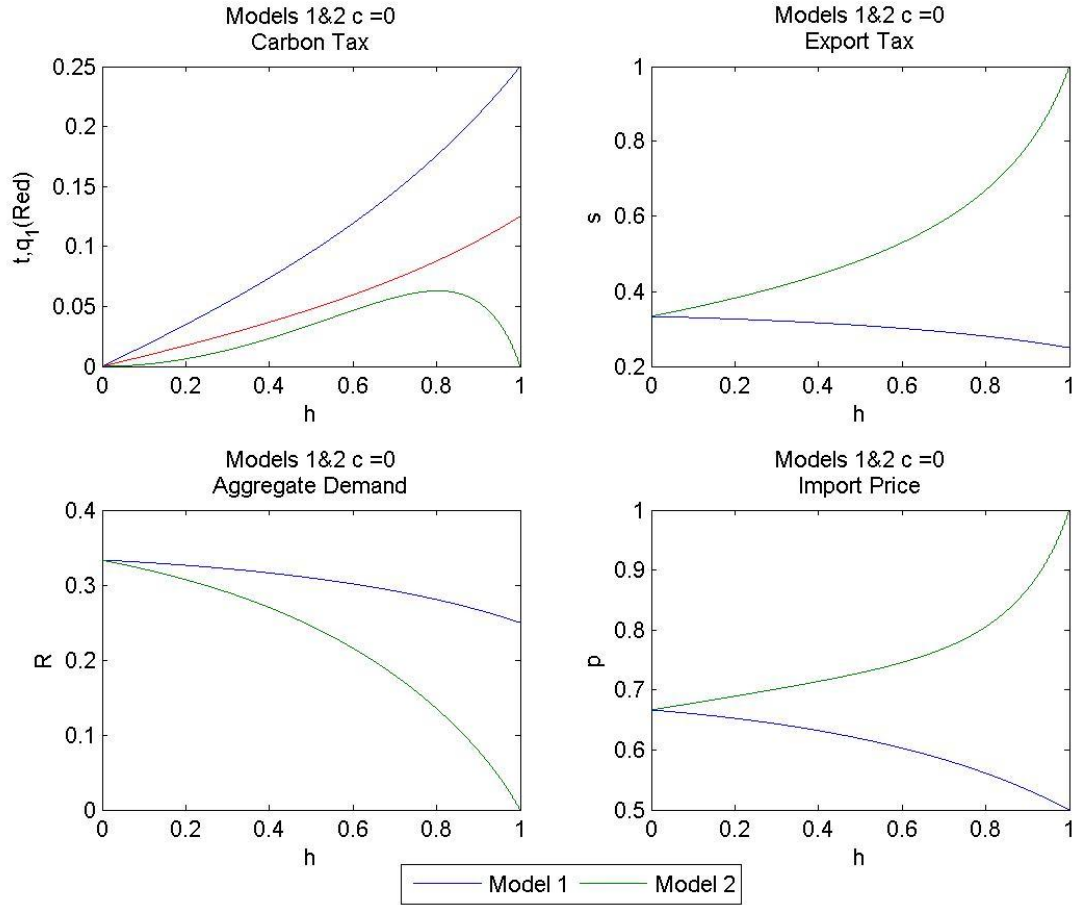 Models 1&2 c =0
Carbon Tax
0.25
0.2
0.15
0.1
0.05
0
t,q1(Red)
0 0.2 0.4 0.6 0.8 1
h
Models 1&2 c =0
Export Tax
1
0.8
0.6
0.4
0.2
s
0 0.2 0.4 0.6 0.8 1
h
Models 1&2 c =0
Aggregate Demand
0.4
0.3
0.2
0.1
0
R
0 0.2 0.4 0.6 0.8 1
h
Models 1&2 c =0
Import Price
1
0.9
0.8
0.7
0.6
0.5
p
0 0.2 0.4 0.6 0.8 1
h
Model 1 Model 2